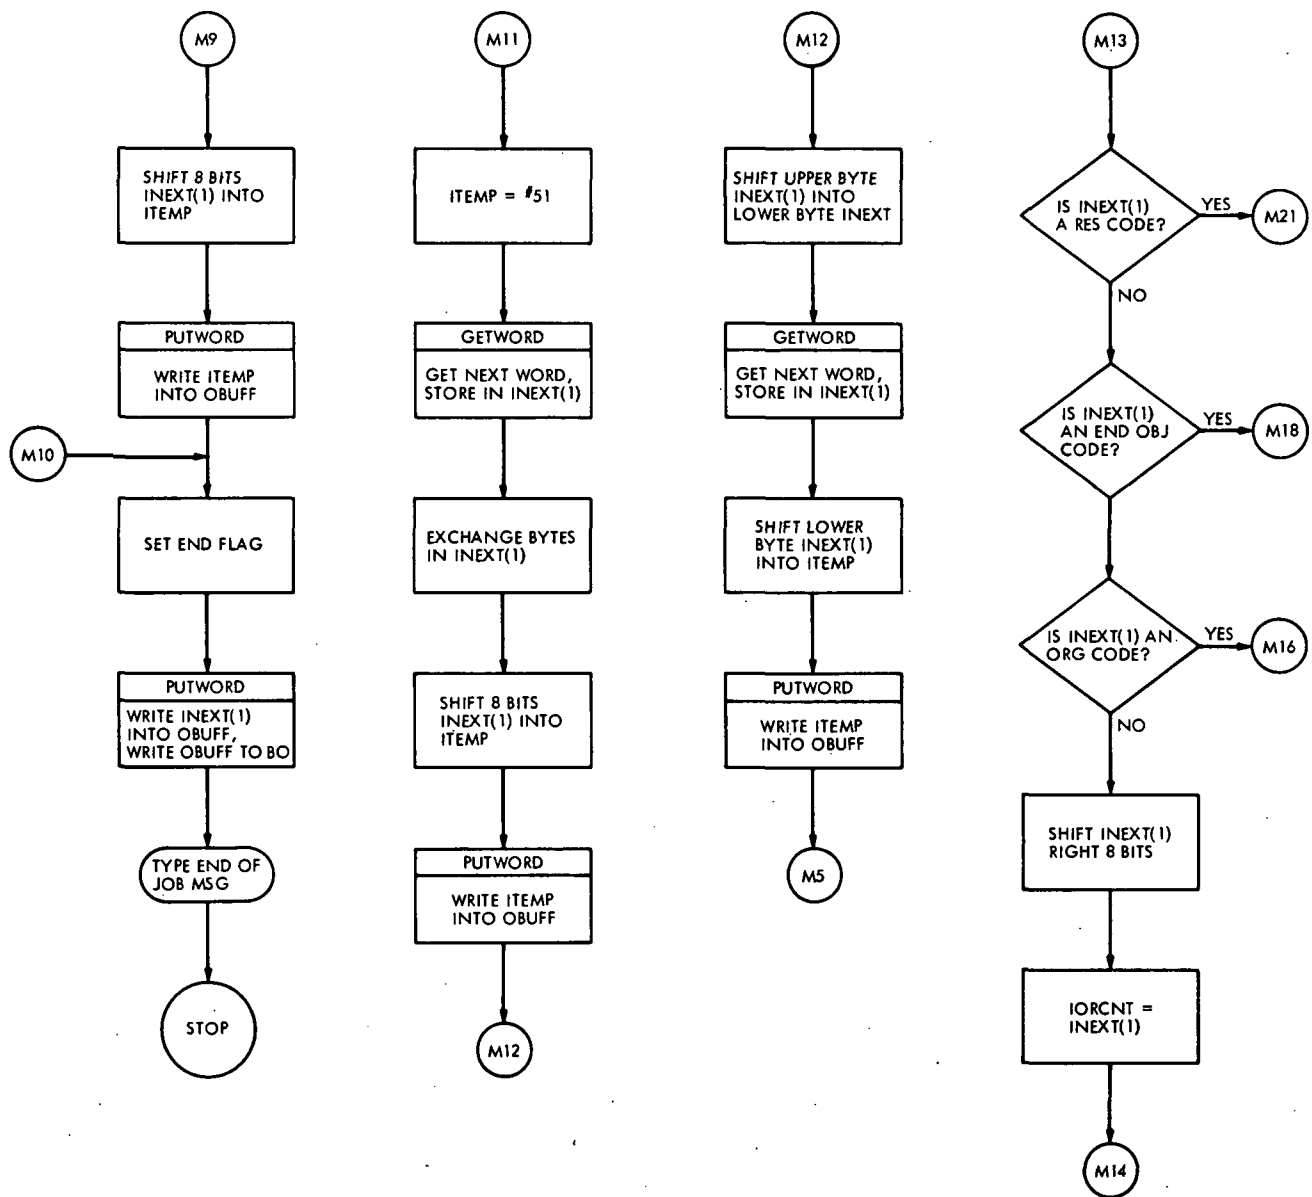 M9
SHIFT 8 BITS
INEXT(1) INTO
ITEMP
PUTWORD
WRITE ITEMP
INTO OBUFF
M10
SET END FLAG
PUTWORD
WRITE INEXT(1)
INTO OBUFF,
WRITE OBUFF TO BO
TYPE END OF
JOB MSG
STOP
M11
ITEMP = #51
GETWORD
GET NEXT WORD,
STORE IN INEXT(1)
EXCHANGE BYTES
IN INEXT(1)
SHIFT 8 BITS
INEXT(1) INTO
ITEMP
PUTWORD
WRITE ITEMP
INTO OBUFF
M12
M12
SHIFT UPPER BYTE
INEXT(1) INTO
LOWER BYTE INEXT
GETWORD
GET NEXT WORD,
STORE IN INEXT(1)
SHIFT LOWER
BYTE INEXT(1)
INTO ITEMP
PUTWORD
WRITE ITEMP
INTO OBUFF
M5
M13
IS INEXT(1)
A RES CODE?
YES
M21
NO
IS INEXT(1)
AN END OBJ
CODE?
YES
M18
IS INEXT(1) AN
ORG CODE?
YES
M16
NO
SHIFT INEXT(1)
RIGHT 8 BITS
IORCNT =
INEXT(1)
M14